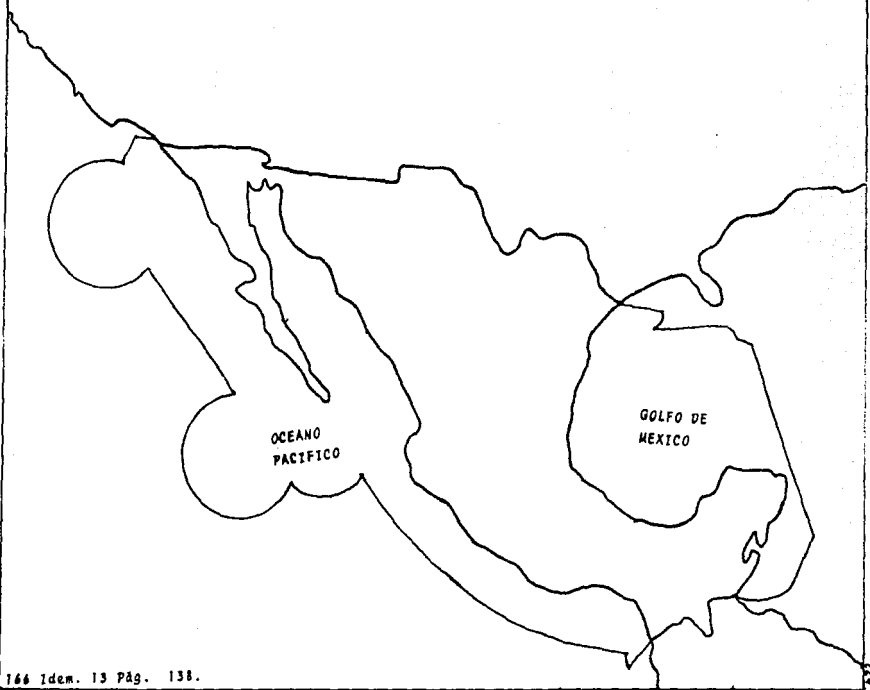 GOLFO DE
MEXICO
OCEANO
PACIFICO
166 Idem. 13 Pág. 138.